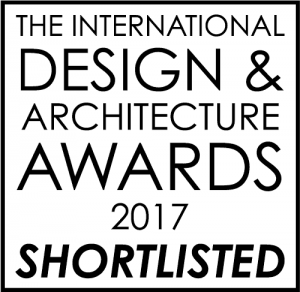 THE INTERNATIONAL
DESIGN &
ARCHITECTURE
AWARDS
2017
SHORTLISTED